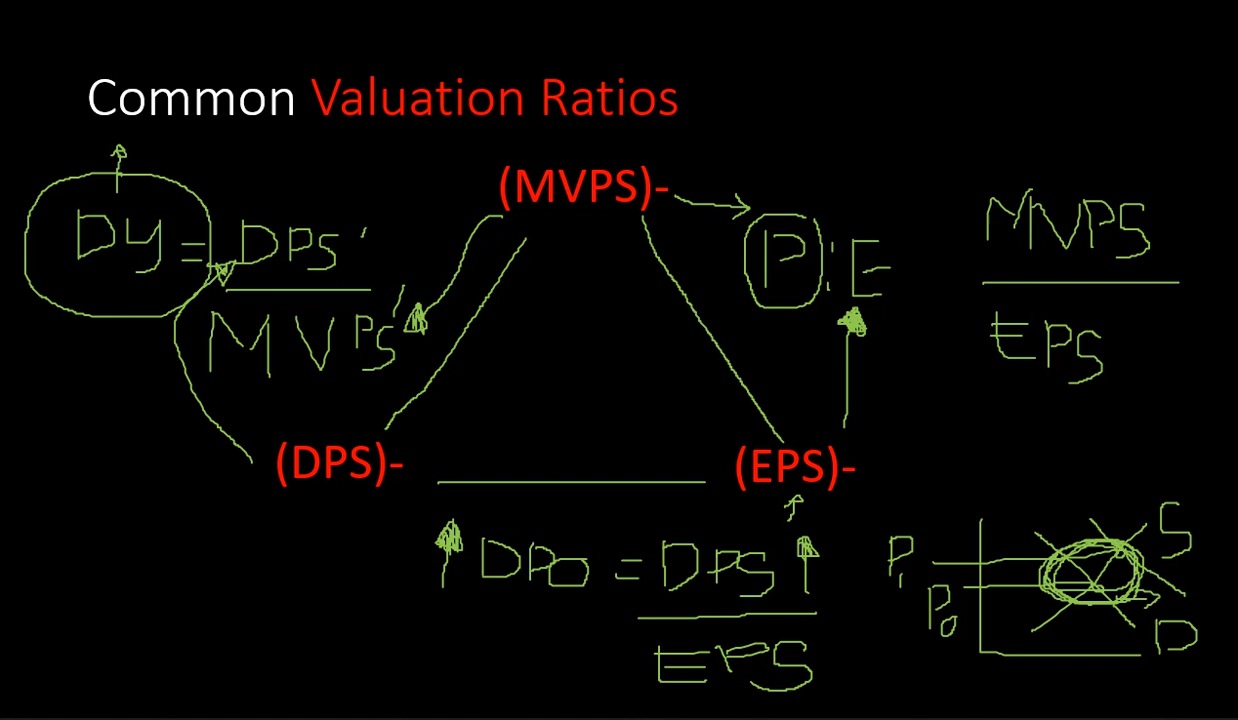 Common Valuation Ratios
(MVPS)-
DY = DPS
MVPS
P:E
MVPS
EPS
(DPS)-
(EPS)-
DPO = DPS
EPS
P1
P0
S
D